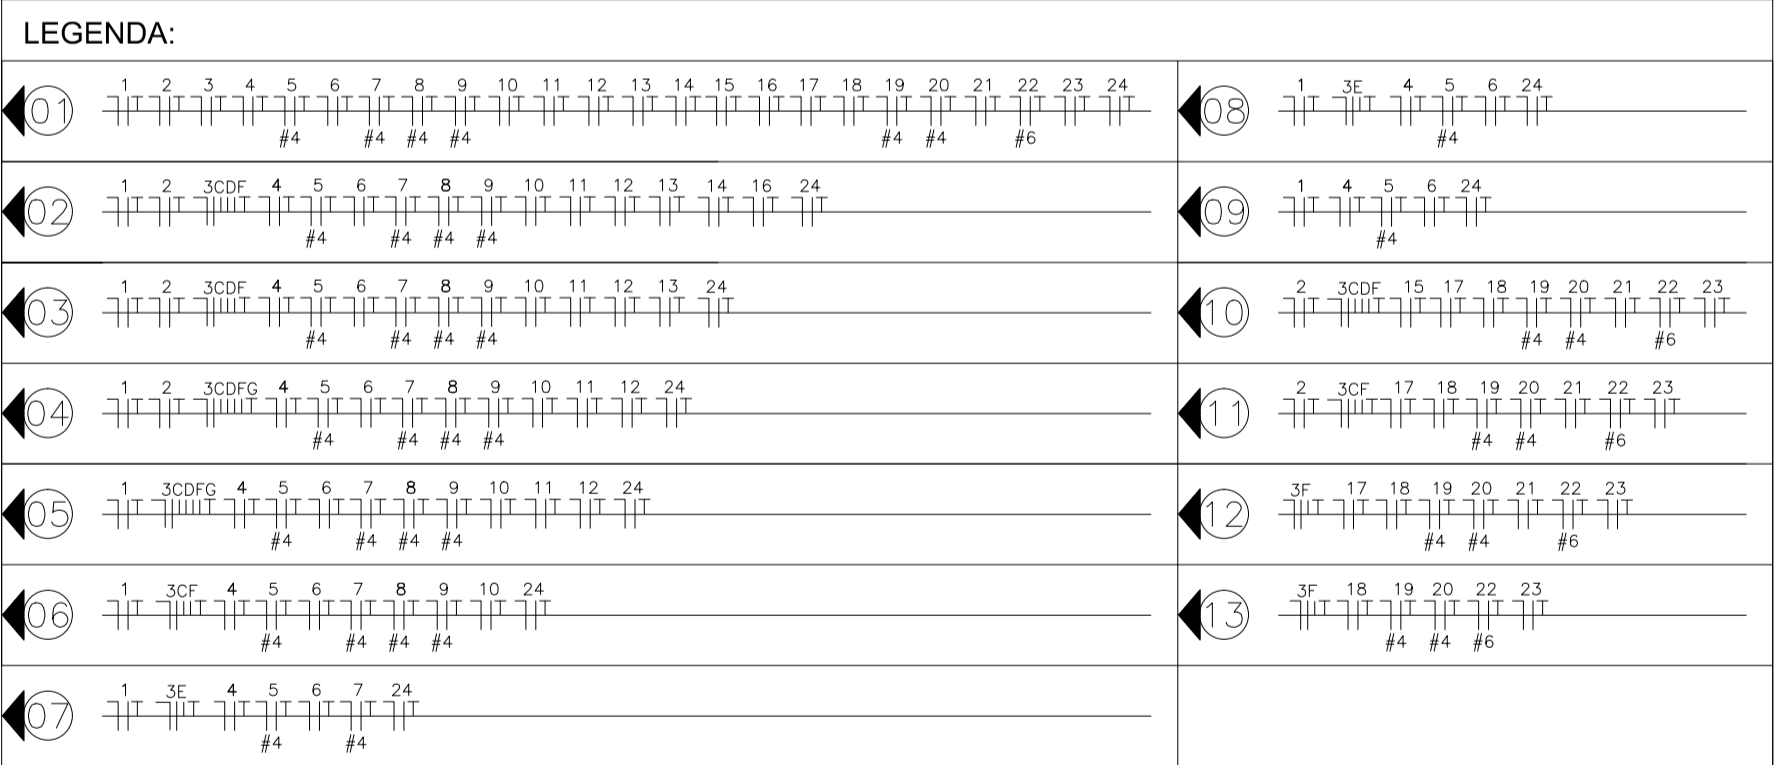 LEGENDA:
01 1 2 3 4 5 6 7 8 9 10 11 12 13 14 15 16 17 18 19 20 21 22 23 24
#4 #4 #4 #4 #4 #4 #6
02 1 2 3CDF 4 5 6 7 8 9 10 11 12 13 14 16 24
#4 #4 #4 #4
03 1 2 3CDF 4 5 6 7 8 9 10 11 12 13 24
#4 #4 #4 #4
04 1 2 3CDFG 4 5 6 7 8 9 10 11 12 24
#4 #4 #4 #4
05 1 3CDFG 4 5 6 7 8 9 10 11 12 24
#4 #4 #4 #4
06 1 3CF 4 5 6 7 8 9 10 24
#4 #4 #4 #4
07 1 3E 4 5 6 7 24
#4 #4
08 1 3E 4 5 6 24
#4
09 1 4 5 6 24
#4
10 2 3CDF 15 17 18 19 20 21 22 23
#4 #4 #6
11 2 3CF 17 18 19 20 21 22 23
#4 #4 #6
12 3F 17 18 19 20 21 22 23
#4 #4 #6
13 3F 18 19 20 22 23
#4 #4 #6